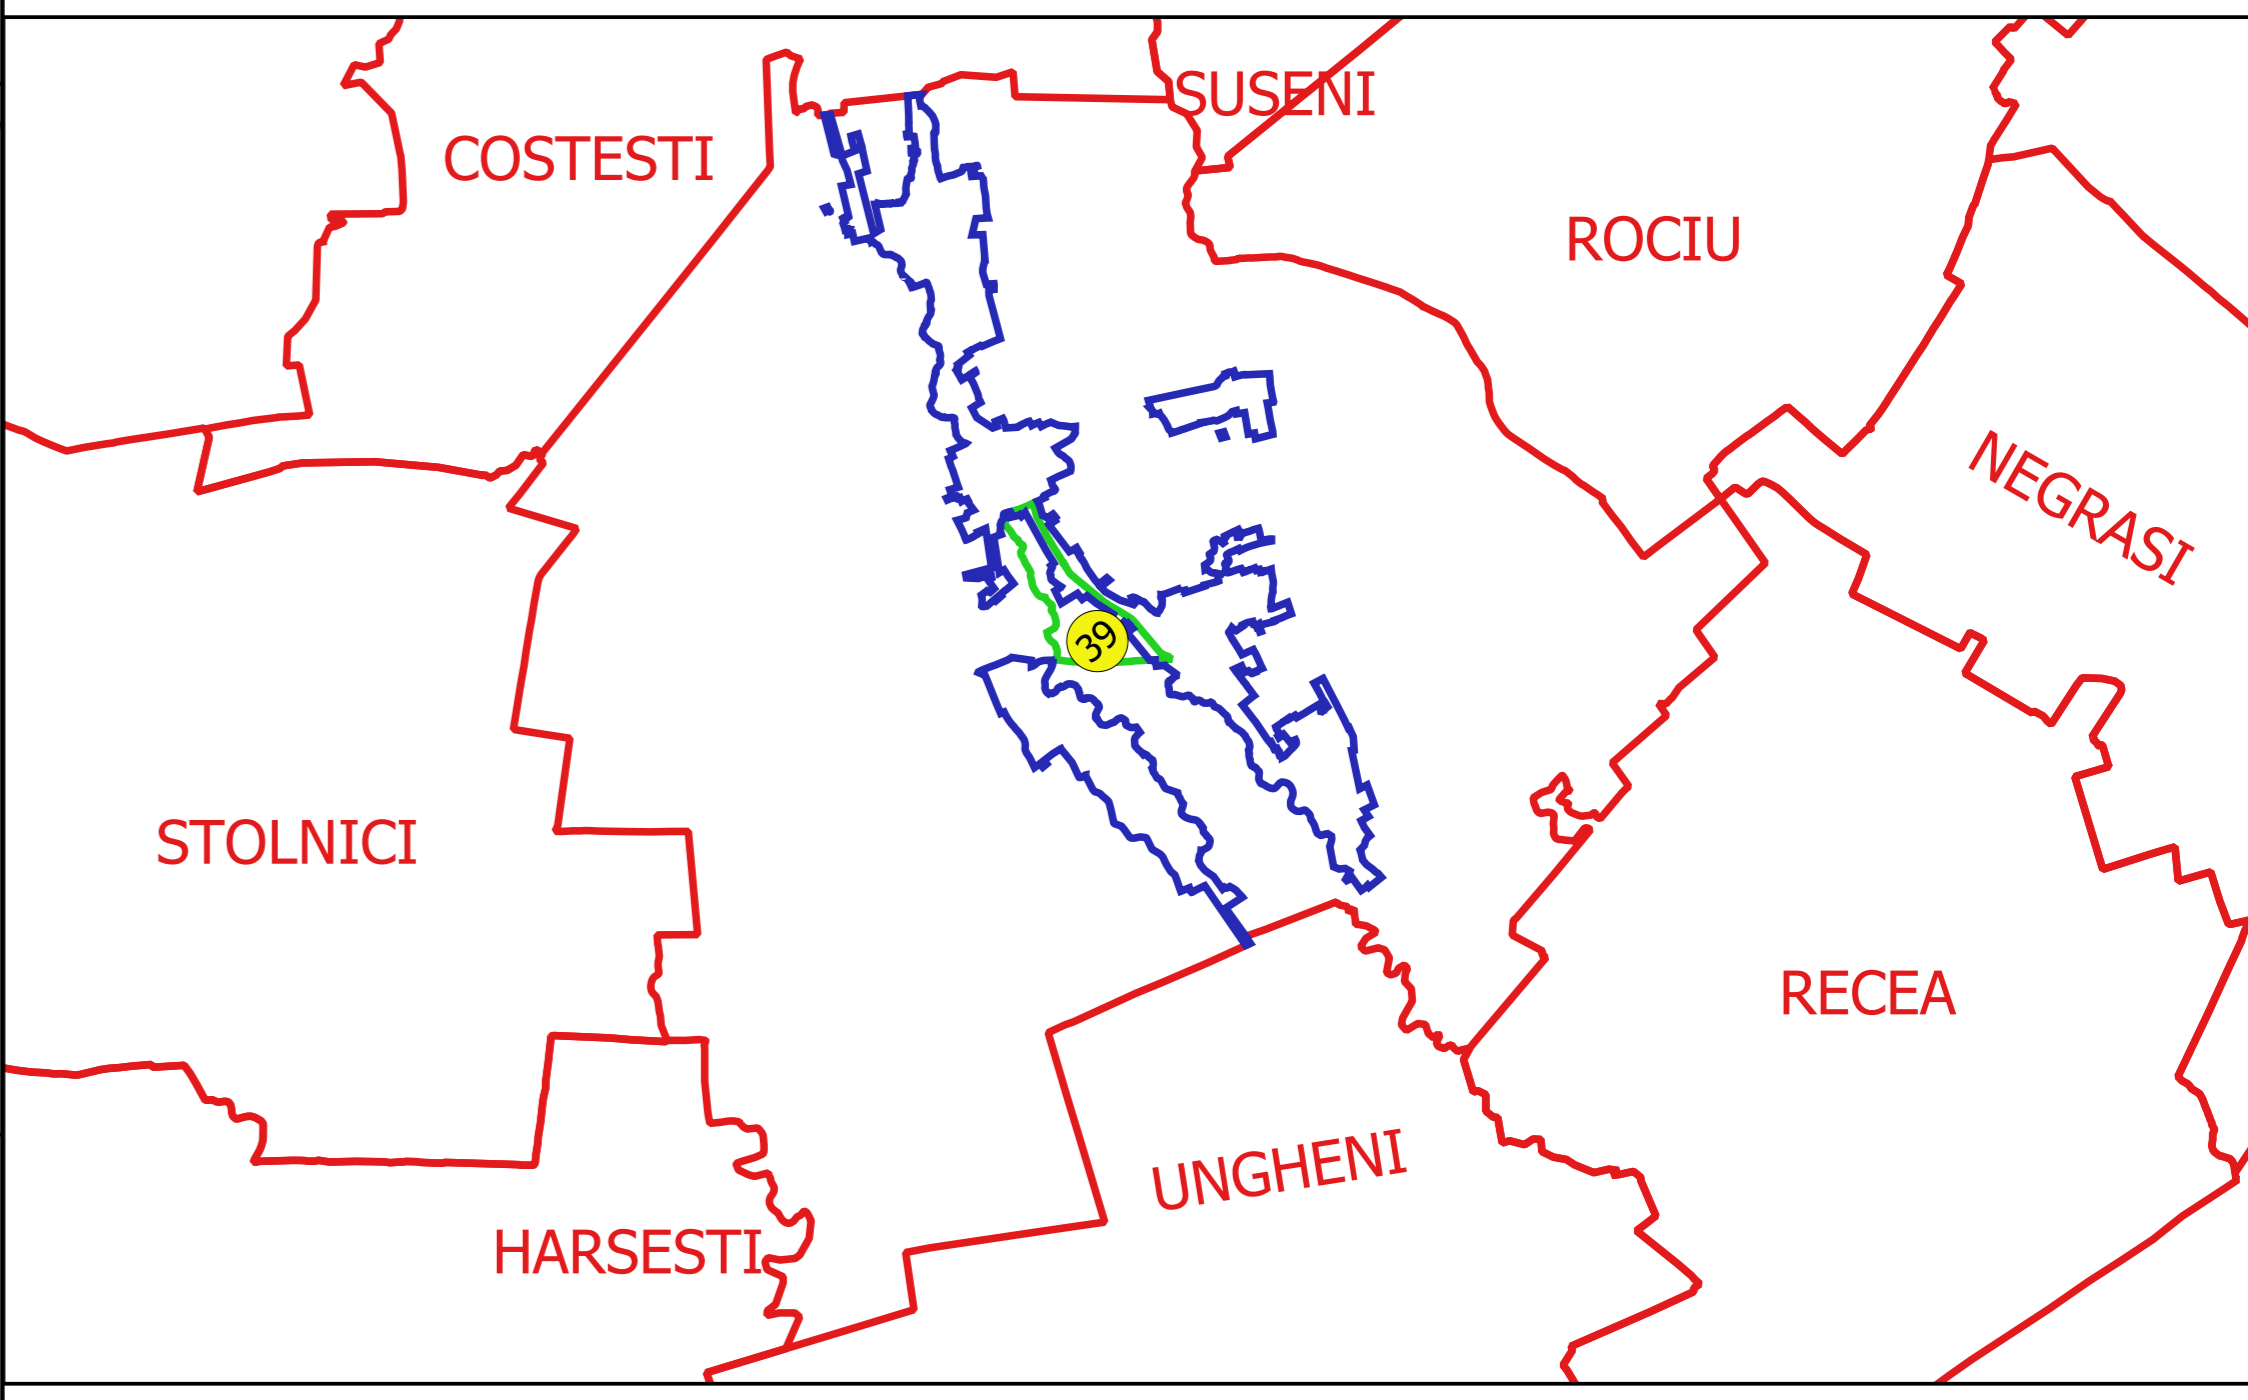 SUSENI
COSTESTI
ROCIU
NEGRASI
39
STOLNICI
RECEA
UNGHENI
HARSESTI